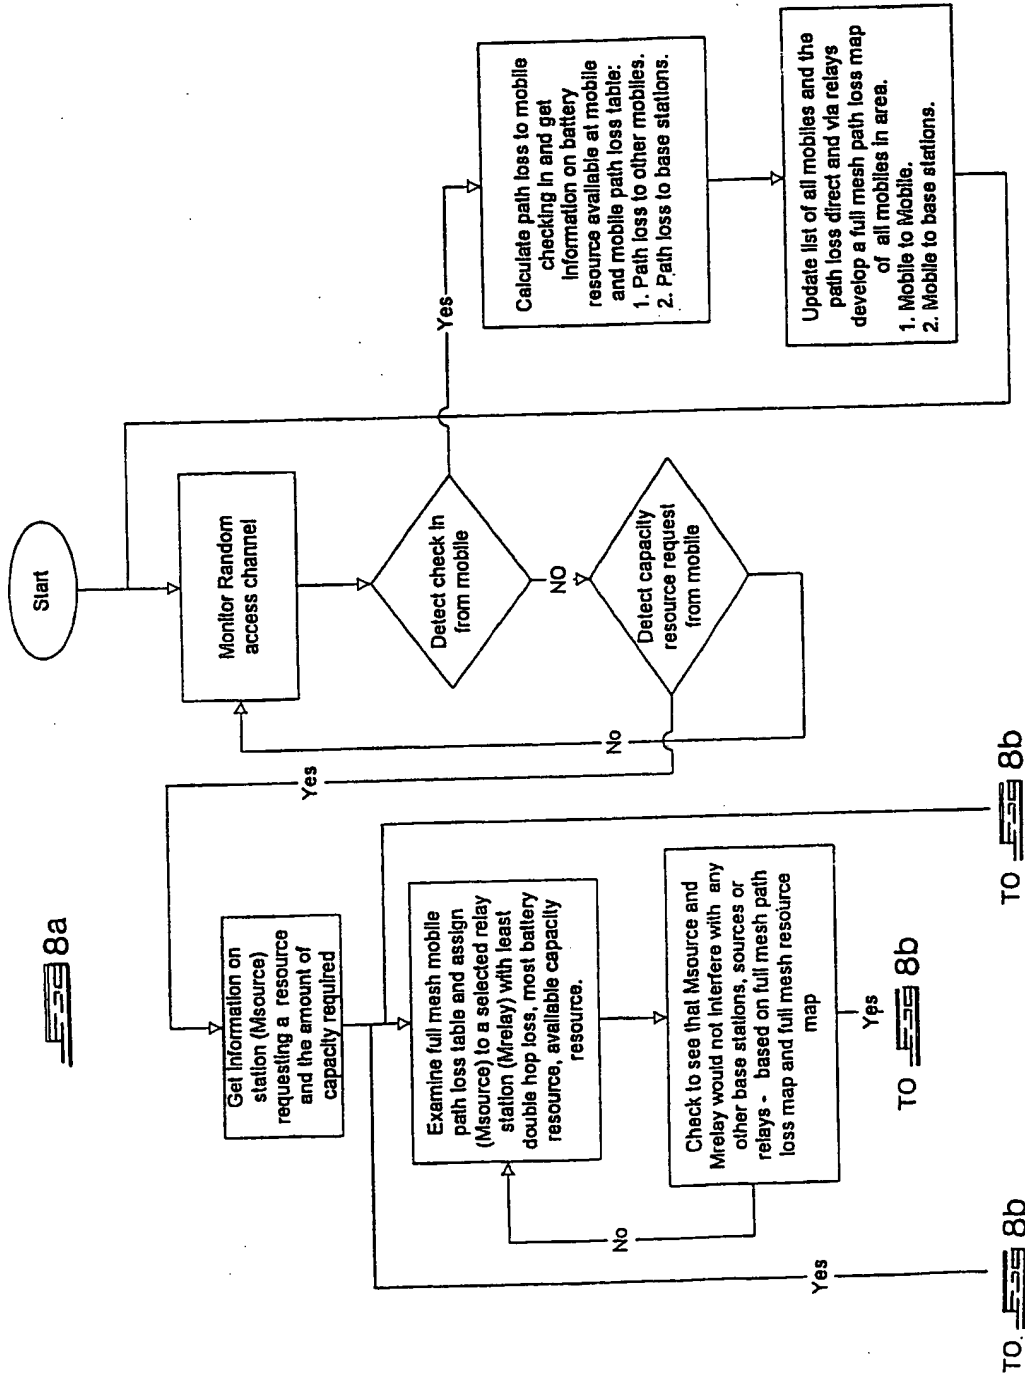 FIG 8a
Start
Monitor Random
access channel
Detect check in
from mobile
Yes
Calculate path loss to mobile
checking in and get
Information on battery
resource available at mobile
and mobile path loss table:
1. Path loss to other mobiles.
2. Path loss to base stations.
Update list of all mobiles and the
path loss direct and via relays
develop a full mesh path loss map
of all mobiles in area.
1. Mobile to Mobile.
2. Mobile to base stations.
NO
Detect capacity
resource request
from mobile
No
Yes
Get Information on
station (Msource)
requesting a resource
and the amount of
capacity required
Examine full mesh mobile
path loss table and assign
(Msource) to a selected relay
station (Mrelay) with least
double hop loss, most battery
resource, available capacity
resource.
Check to see that Msource and
Mrelay would not Interfere with any
other base stations, sources or
relays - based on full mesh path
loss map and full mesh resource
map
No
Yes
Yes
TO. FIG 8b
TO FIG 8b
TO FIG 8b